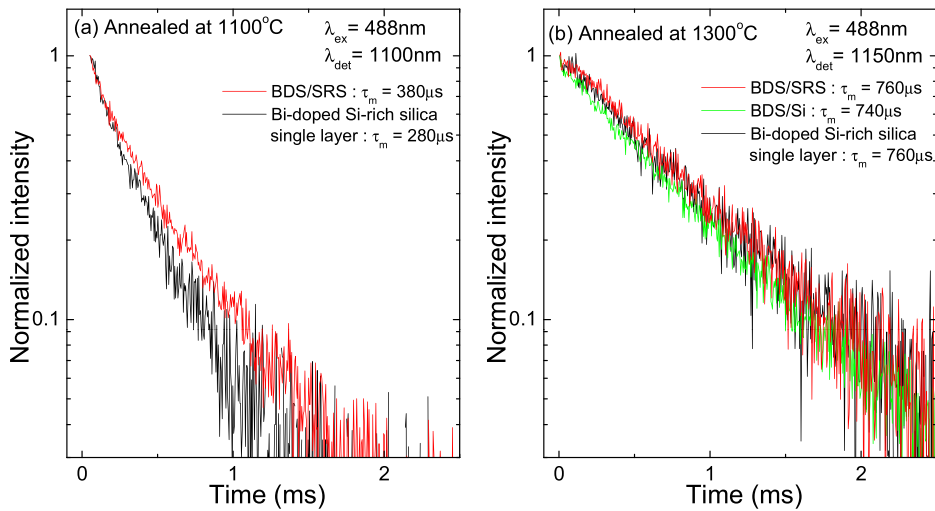 (a) Annealed at 1100°C
λex = 488nm
λdet = 1100nm
BDS/SRS : τm = 380μs
Bi-doped Si-rich silica
single layer : τm = 280μs
1
0.1
Normalized intensity
0
1
2
Time (ms)
(b) Annealed at 1300°C
λex = 488nm
λdet = 1150nm
BDS/SRS : τm = 760μs
BDS/Si : τm = 740μs
Bi-doped Si-rich silica
single layer : τm = 760μs
1
0.1
Normalized intensity
0
1
2
Time (ms)